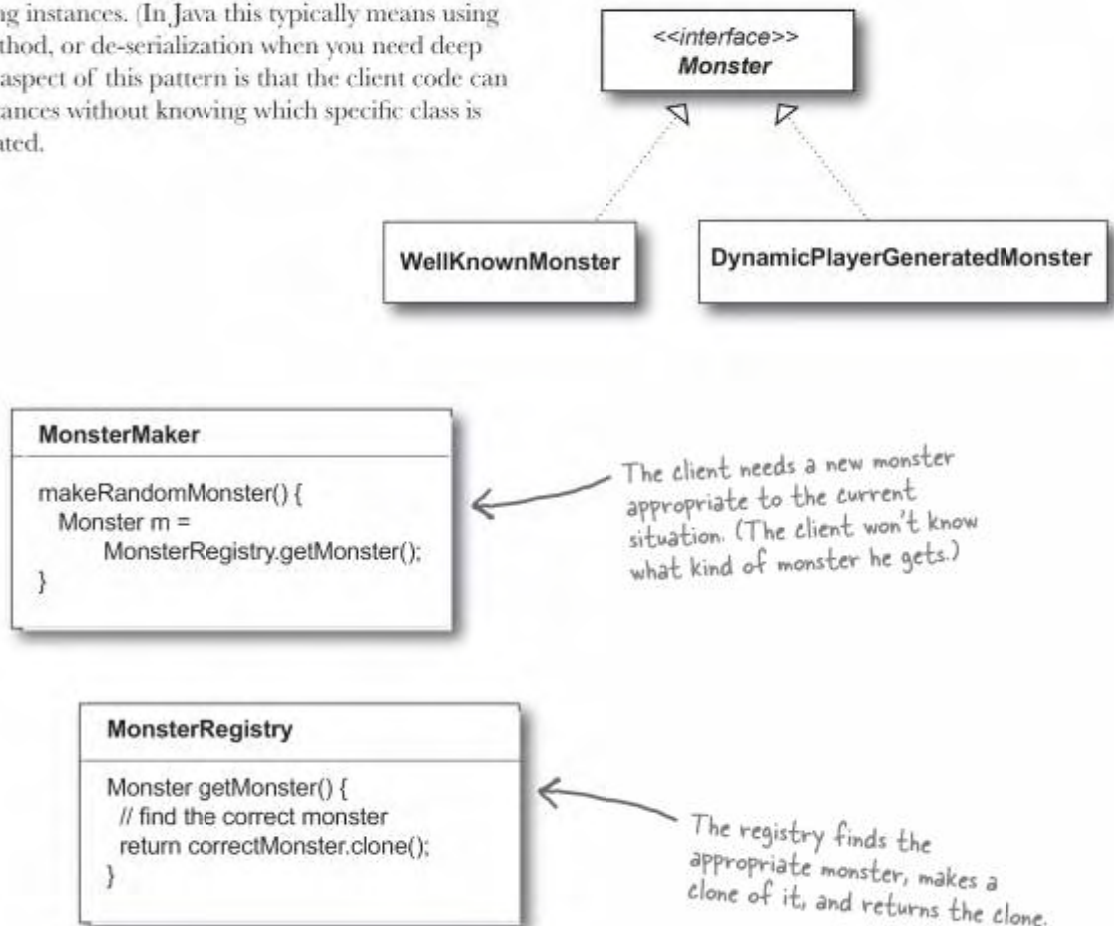 ng instances. (In Java this typically means using
thod, or de-serialization when you need deep
aspect of this pattern is that the client code can
ances without knowing which specific class is
ated.
<<interface>>
Monster
WellKnownMonster
DynamicPlayerGeneratedMonster
MonsterMaker
makeRandomMonster() {
Monster m =
MonsterRegistry.getMonster();
}
The client needs a new monster
appropriate to the current
situation. (The client won't know
what kind of monster he gets.)
MonsterRegistry
Monster getMonster() {
// find the correct monster
return correctMonster.clone();
}
The registry finds the
appropriate monster, makes a
clone of it, and returns the clone.